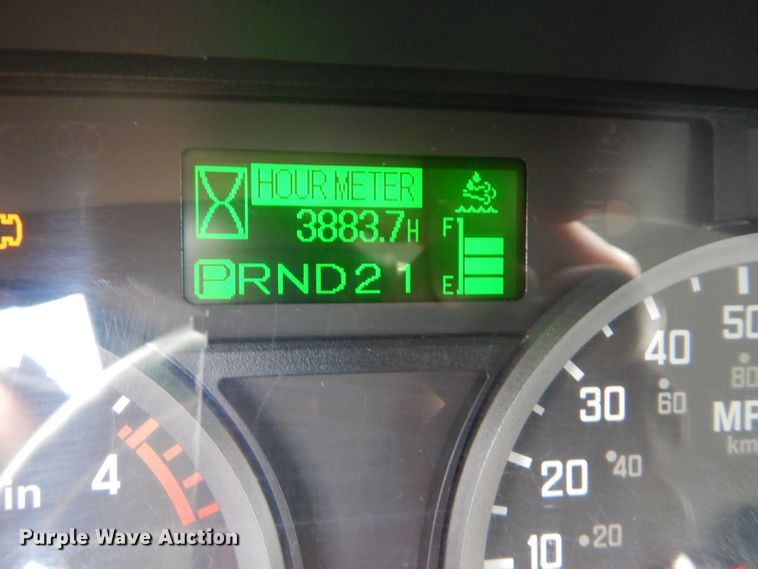 HOUR METER
3883.7H
F
E
PRND21
50
80
40
60
30
20
40
10
20
4
in
MP
km
Purple Wave Auction